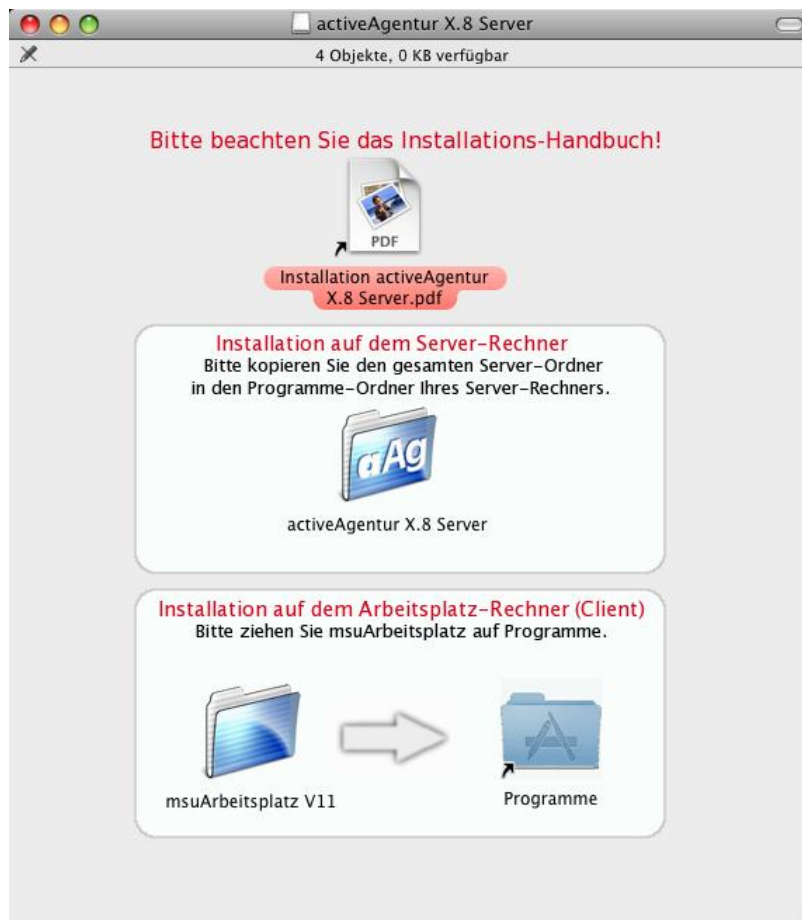 activeAgentur X.8 Server
4 Objekte, 0 KB verfügbar
Bitte beachten Sie das Installations-Handbuch!
PDF
Installation activeAgentur
X.8 Server.pdf
Installation auf dem Server-Rechner
Bitte kopieren Sie den gesamten Server-Ordner
in den Programme-Ordner Ihres Server-Rechners.
aAg
activeAgentur X.8 Server
Installation auf dem Arbeitsplatz-Rechner (Client)
Bitte ziehen Sie msuArbeitsplatz auf Programme.
msuArbeitsplatz V11
Programme